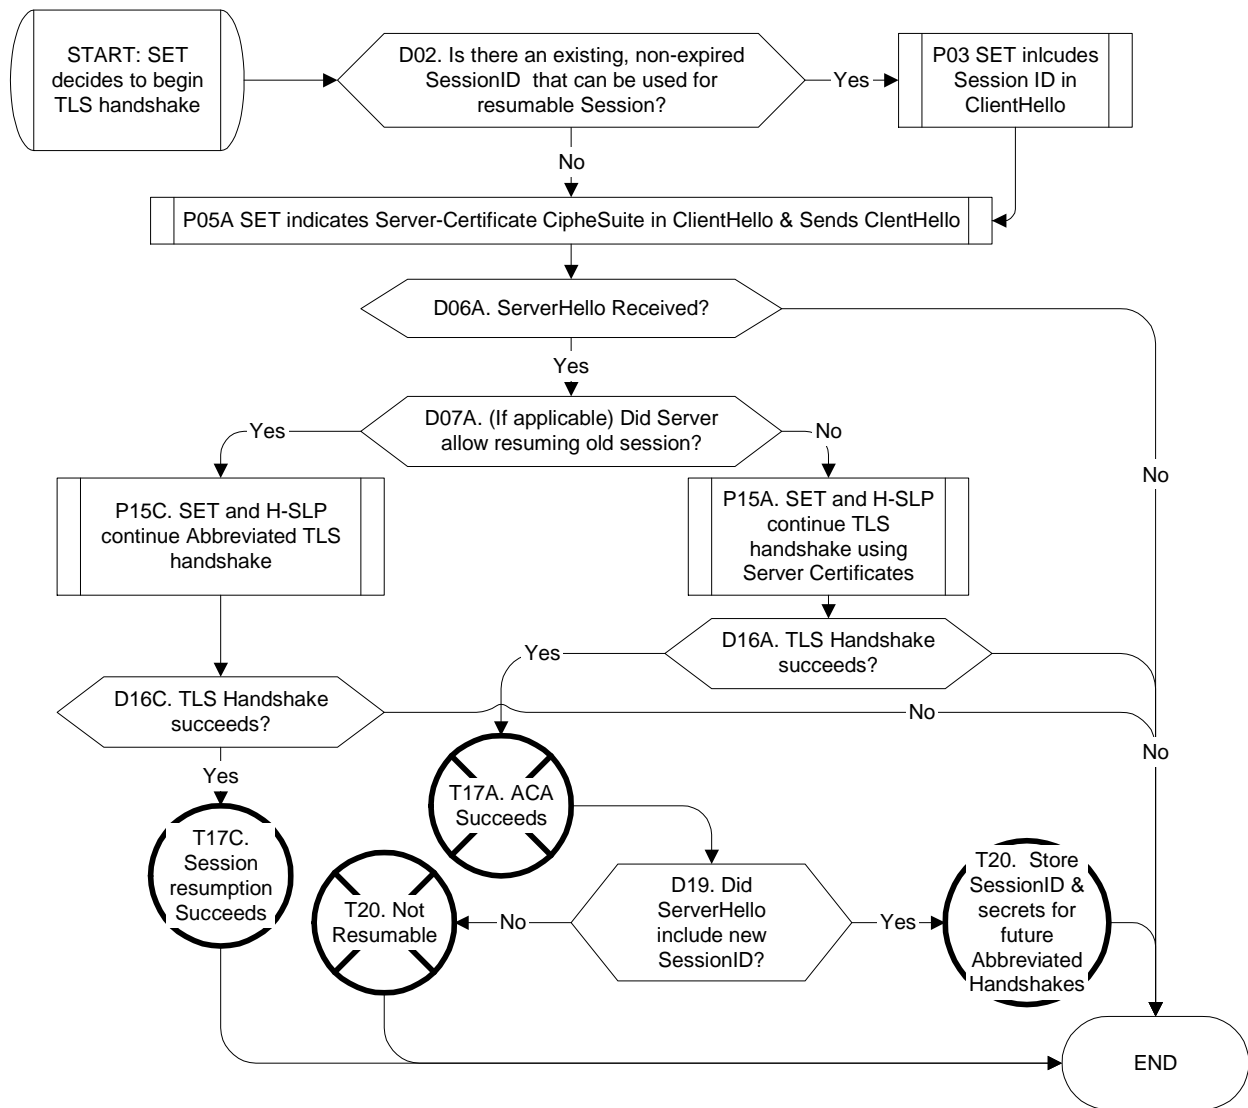 START: SET
decides to begin
TLS handshake
D02. Is there an existing, non-expired
SessionID that can be used for
resumable Session?
Yes
P03 SET inlcudes
Session ID in
ClientHello
No
P05A SET indicates Server-Certificate CipheSuite in ClientHello & Sends ClentHello
D06A. ServerHello Received?
Yes
D07A. (If applicable) Did Server
allow resuming old session?
Yes
No
No
P15C. SET and H-SLP
continue Abbreviated TLS
handshake
P15A. SET and H-SLP
continue TLS
handshake using
Server Certificates
D16A. TLS Handshake
succeeds?
Yes
D16C. TLS Handshake
succeeds?
No
No
Yes
T17A. ACA
Succeeds
T17C.
Session
resumption
Succeeds
T20. Not
Resumable
No
D19. Did
ServerHello
include new
SessionID?
Yes
T20. Store
SessionID &
secrets for
future
Abbreviated
Handshakes
END